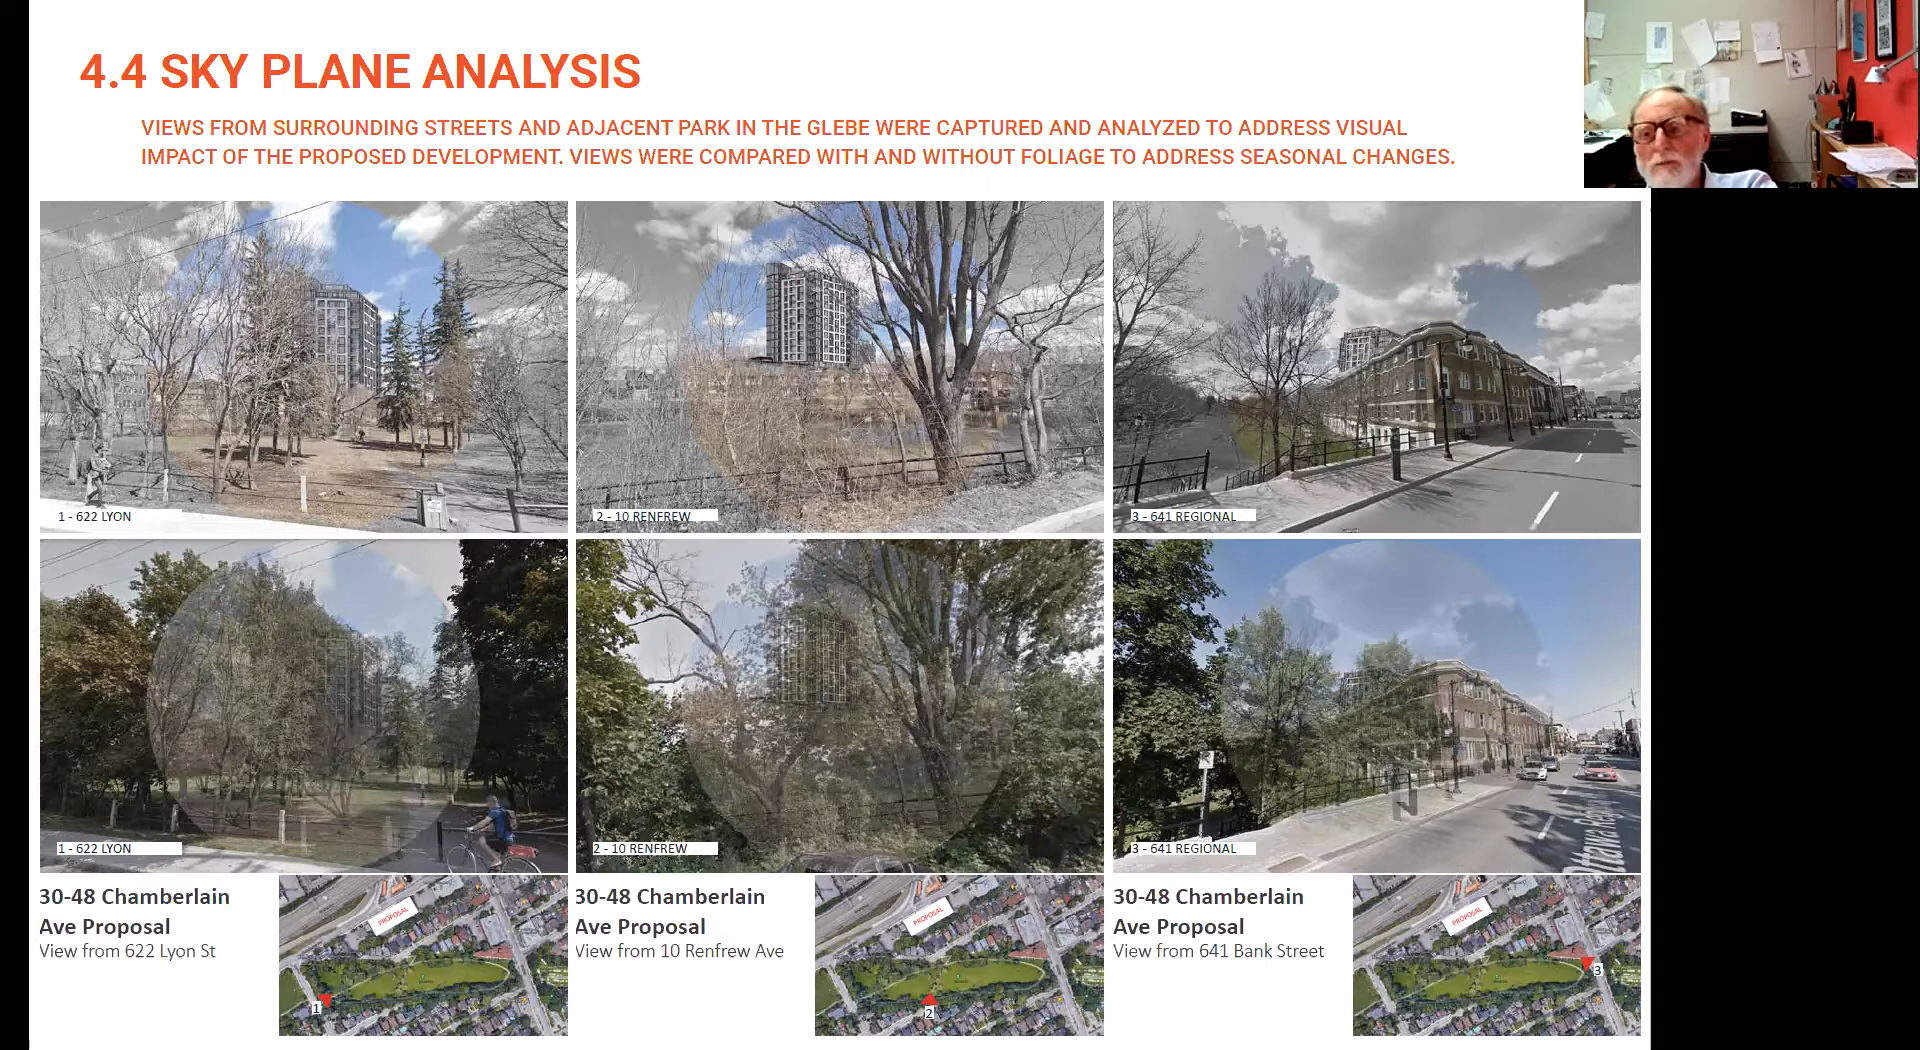 4.4 SKY PLANE ANALYSIS
VIEWS FROM SURROUNDING STREETS AND ADJACENT PARK IN THE GLEBE WERE CAPTURED AND ANALYZED TO ADDRESS VISUAL
IMPACT OF THE PROPOSED DEVELOPMENT. VIEWS WERE COMPARED WITH AND WITHOUT FOLIAGE TO ADDRESS SEASONAL CHANGES.
1 - 622 LYON
2 - 10 RENFREW
3 - 641 REGIONAL
1 - 622 LYON
2 - 10 RENFREW
3 - 641 REGIONAL
Ottawa Reg
30-48 Chamberlain
Ave Proposal
View from 622 Lyon St
PROPOSAL
1
30-48 Chamberlain
Ave Proposal
View from 10 Renfrew Ave
PROPOSAL
2
30-48 Chamberlain
Ave Proposal
View from 641 Bank Street
PROPOSAL
3